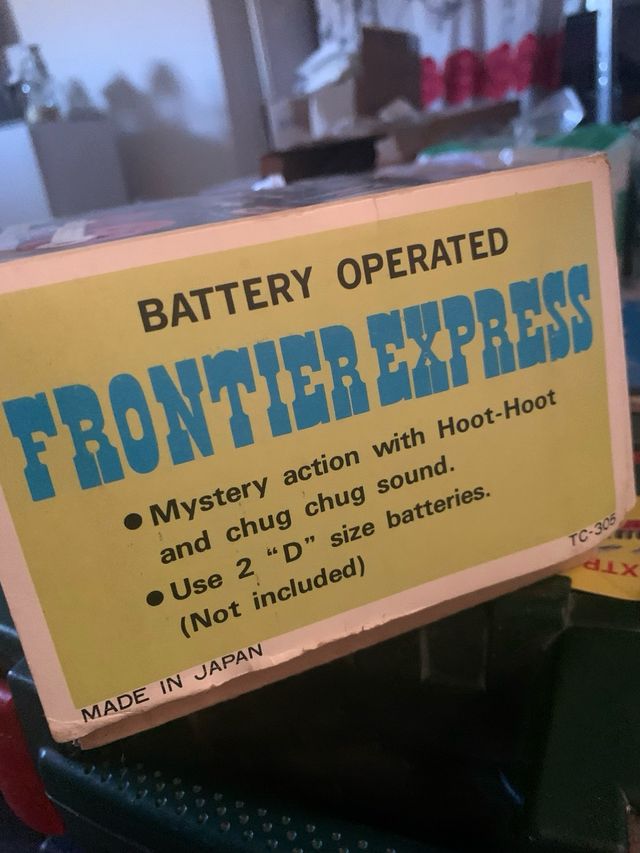 BATTERY OPERATED
FRONTIER EXPRESS
• Mystery action with Hoot-Hoot
and chug chug sound.
• Use 2 “D” size batteries.
(Not included)
TC-306
MADE IN JAPAN